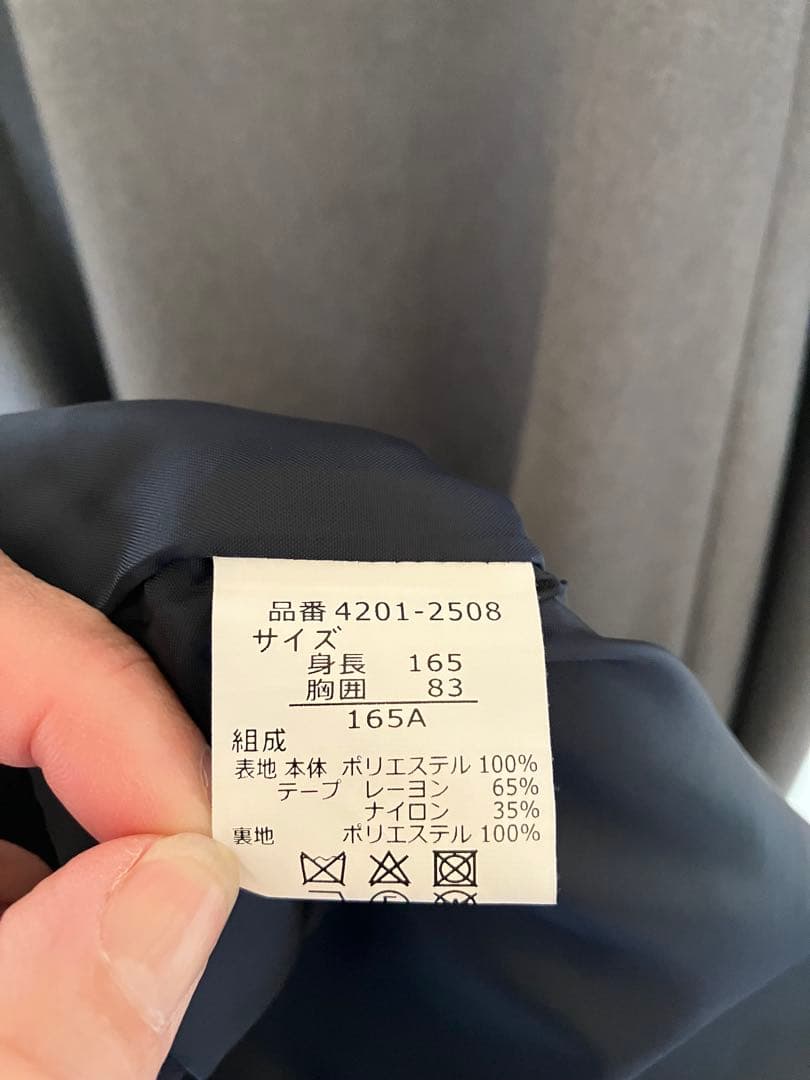 品番 4201-2508
サイズ
身長 165
胸囲 83
165A
組成
表地 本体 ポリエステル 100%
テープ レーヨン 65%
ナイロン 35%
裏地 ポリエステル 100%